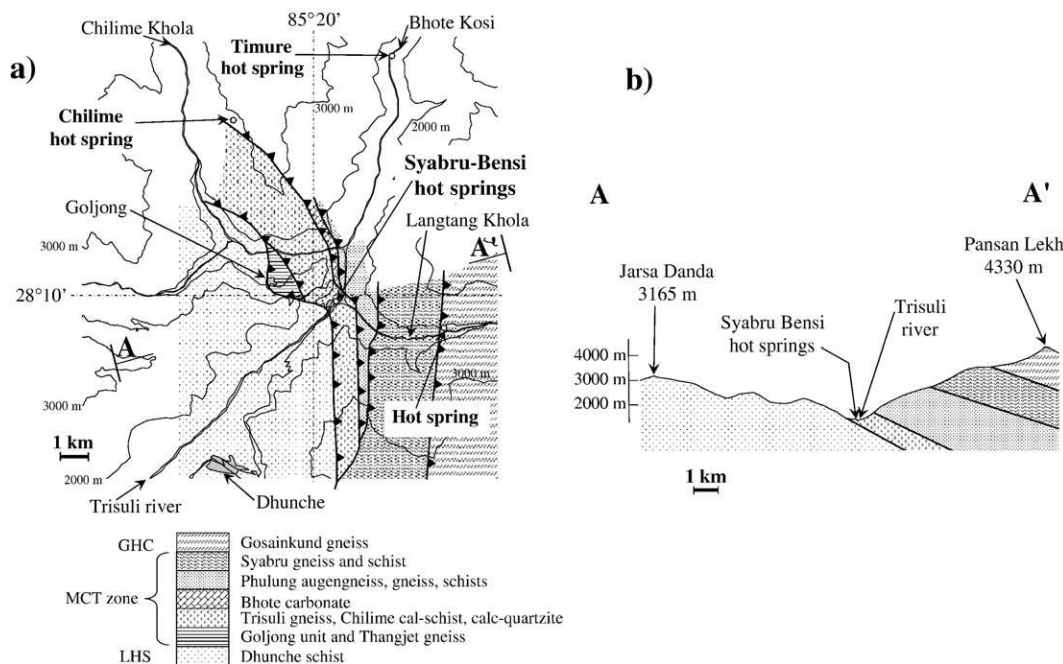 a)
Chilime Khola
85°20'
Bhote Kosi
Timure
hot spring
3000 m
2000 m
Chilime
hot spring
Syabru-Bensi
hot springs
Goljong
Langtang Khola
3000 m
A'
28°10'
A
3000 m
3000 m
Hot spring
1 km
2000 m
Trisuli river
Dhunche
b)
A
A'
Pansan Lekh
4330 m
Jarsa Danda
3165 m
Trisuli
river
Syabru Bensi
hot springs
4000 m
3000 m
2000 m
1 km
GHC
Gosainkund gneiss
Syabru gneiss and schist
Phulung augengneiss, gneiss, schists
MCT zone
Bhote carbonate
Trisuli gneiss, Chilime cal-schist, calc-quartzite
Goljong unit and Thangjet gneiss
LHS
Dhunche schist